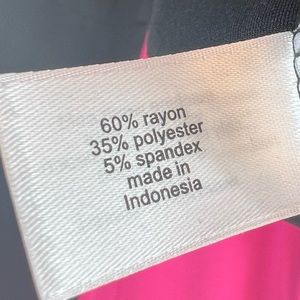 60% rayon
35% polyester
5% spandex
made in
Indonesia